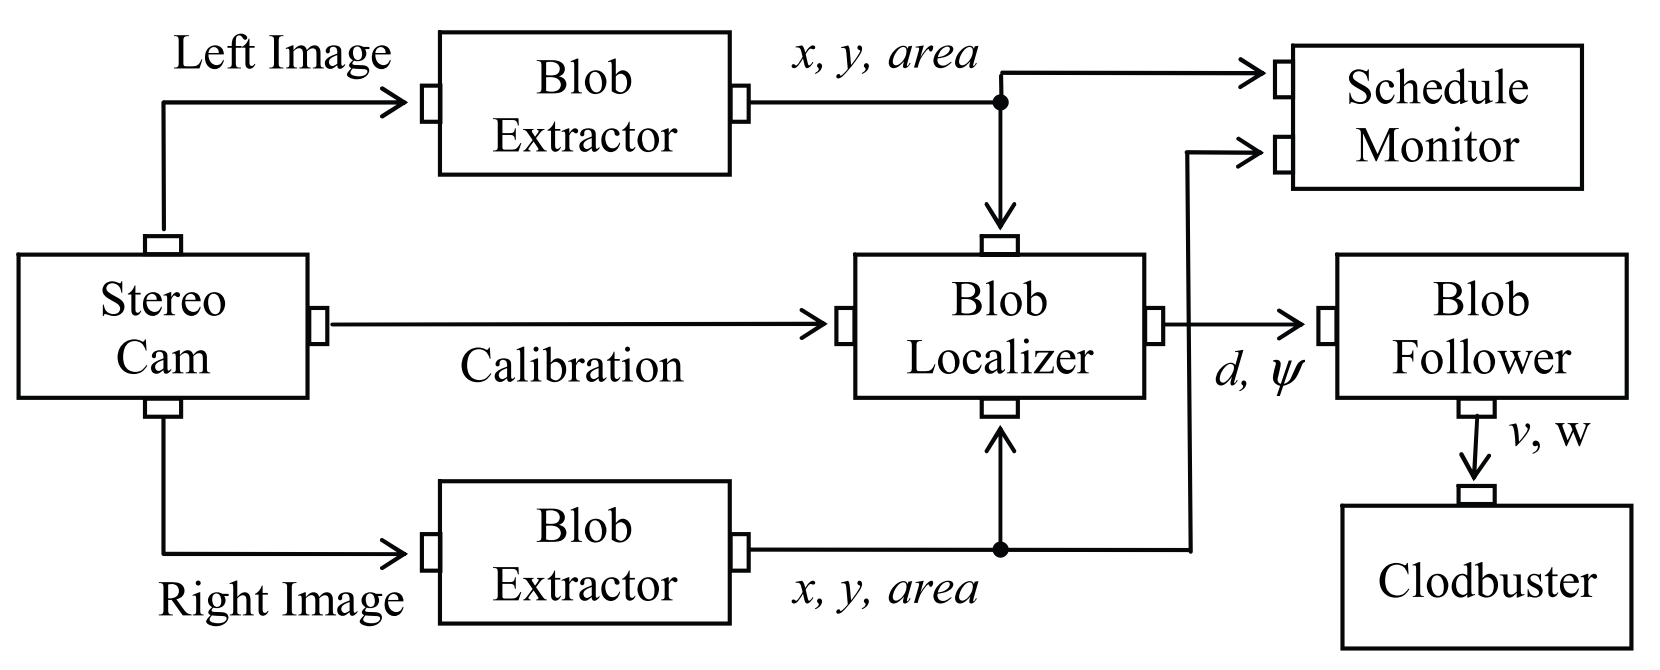 Left Image
Blob
Extractor
x, y, area
Schedule
Monitor
Stereo
Cam
Calibration
Blob
Localizer
d, ψ
Blob
Follower
v, w
Right Image
Blob
Extractor
x, y, area
Clodbuster